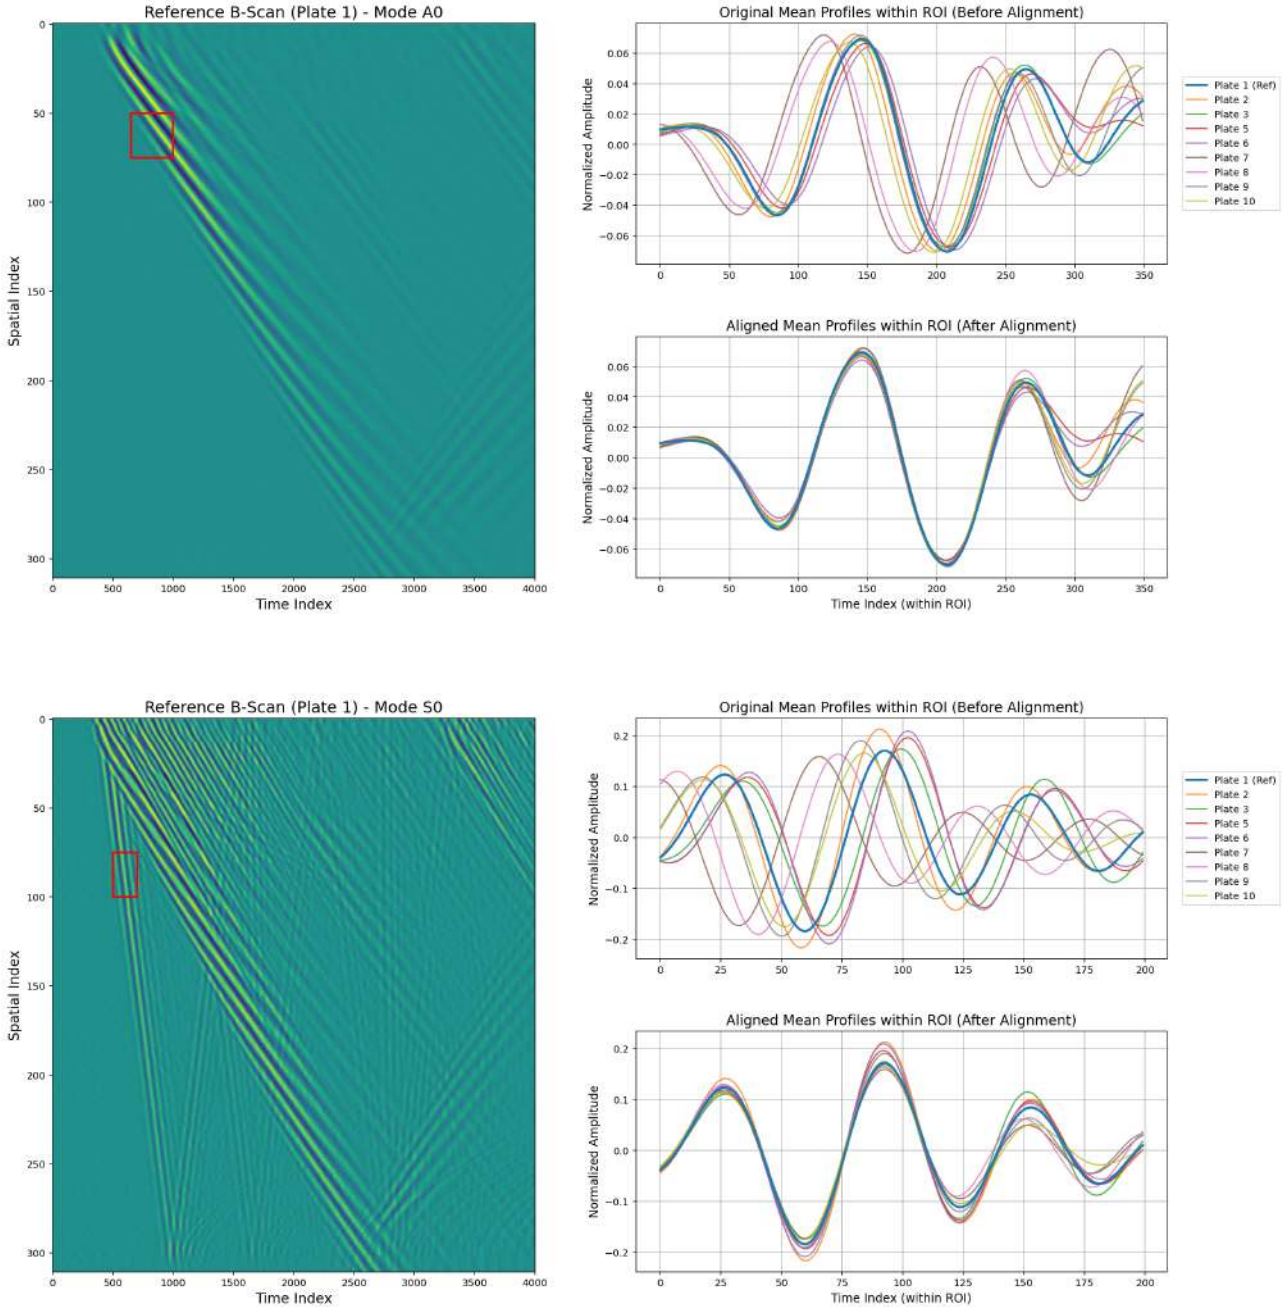 Reference B-Scan (Plate 1) - Mode A0
0
50
100
150
200
250
300
Spatial Index
0 500 1000 1500 2000 2500 3000 3500 4000
Time Index
Original Mean Profiles within ROI (Before Alignment)
0.06
0.04
0.02
0.00
−0.02
−0.04
−0.06
Normalized Amplitude
0 50 100 150 200 250 300 350
Plate 1 (Ref)
Plate 2
Plate 3
Plate 5
Plate 6
Plate 7
Plate 8
Plate 9
Plate 10
Aligned Mean Profiles within ROI (After Alignment)
0.06
0.04
0.02
0.00
−0.02
−0.04
−0.06
Normalized Amplitude
0 50 100 150 200 250 300 350
Time Index (within ROI)
Reference B-Scan (Plate 1) - Mode S0
0
50
100
150
200
250
300
Spatial Index
0 500 1000 1500 2000 2500 3000 3500 4000
Time Index
Original Mean Profiles within ROI (Before Alignment)
0.2
0.1
0.0
−0.1
−0.2
Normalized Amplitude
0 25 50 75 100 125 150 175 200
Plate 1 (Ref)
Plate 2
Plate 3
Plate 5
Plate 6
Plate 7
Plate 8
Plate 9
Plate 10
Aligned Mean Profiles within ROI (After Alignment)
0.2
0.1
0.0
−0.1
−0.2
Normalized Amplitude
0 25 50 75 100 125 150 175 200
Time Index (within ROI)